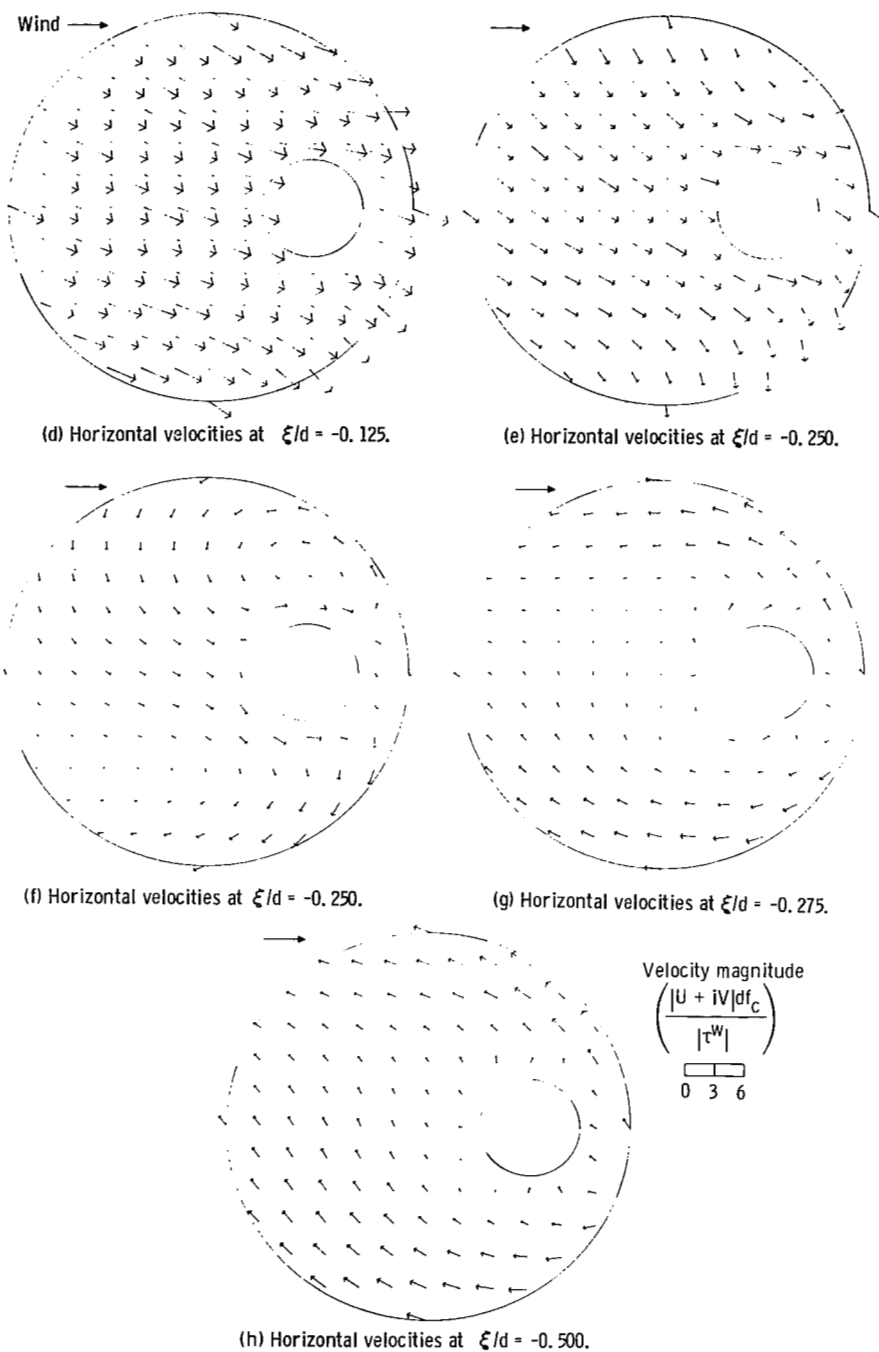 Wind
(d) Horizontal velocities at ξ/d = -0.125.
(e) Horizontal velocities at ξ/d = -0.250.
(f) Horizontal velocities at ξ/d = -0.250.
(g) Horizontal velocities at ξ/d = -0.275.
Velocity magnitude
(|U + iV|df_c / |τ^W|)
0 3 6
(h) Horizontal velocities at ξ/d = -0.500.